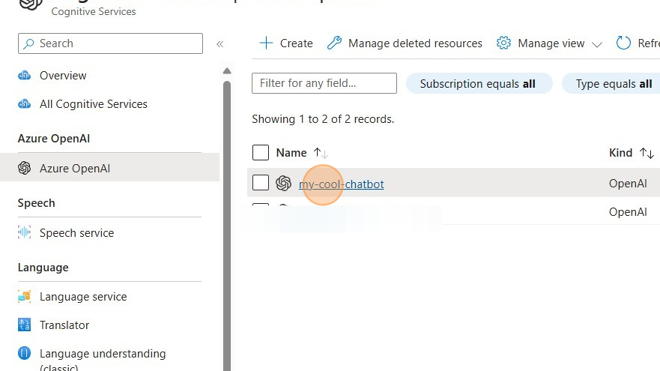 Cognitive Services
Search
«
Create
Manage deleted resources
Manage view
Refre
Overview
All Cognitive Services
Filter for any field...
Subscription equals all
Type equals all
Showing 1 to 2 of 2 records.
Azure OpenAI
Azure OpenAI
Name ↑↓
Kind ↑↓
my-cool-chatbot
OpenAI
OpenAI
Speech
Speech service
Language
Language service
Translator
Language understanding
(classic)